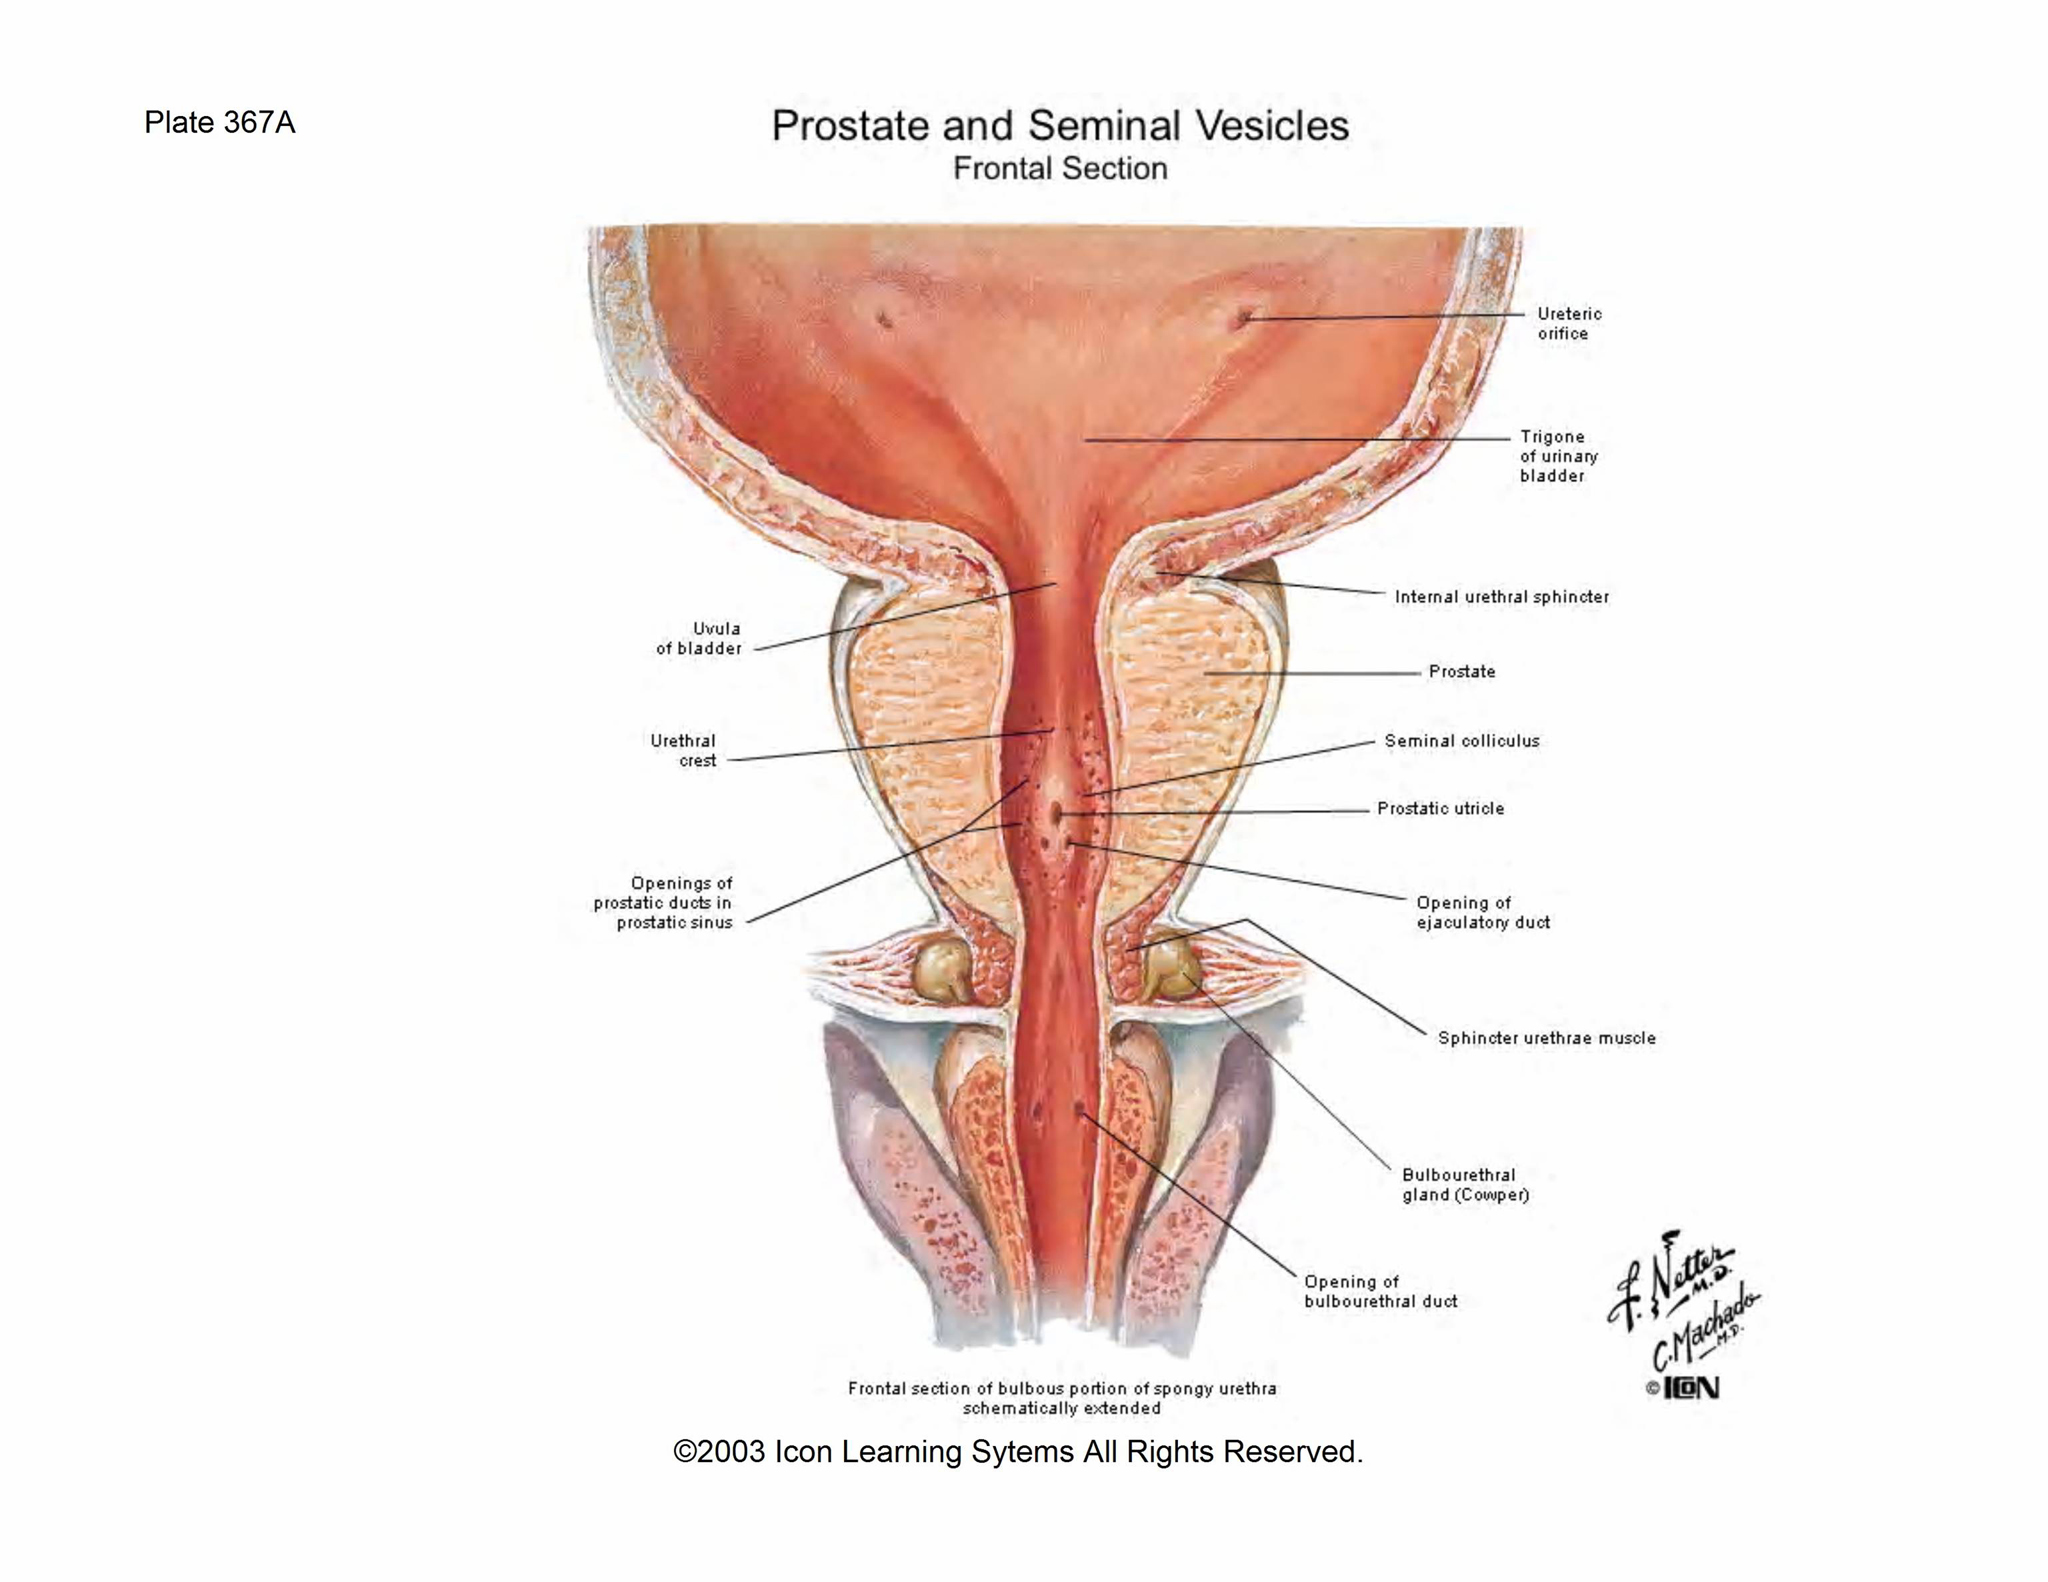 Plate 367A
Prostate and Seminal Vesicles
Frontal Section
Ureteric
orifice
Trigone
of urinary
bladder
Internal urethral sphincter
Uvula
of bladder
Prostate
Urethral
crest
Seminal colliculus
Prostatic utricle
Openings of
prostatic ducts in
prostatic sinus
Opening of
ejaculatory duct
Sphincter urethrae muscle
Bulbourethral
gland (Cowper)
Opening of
bulbourethral duct
F. Netter
M.D.
C. Machado
M.D.
© ICON
Frontal section of bulbous portion of spongy urethra
schematically extended
©2003 Icon Learning Sytems All Rights Reserved.